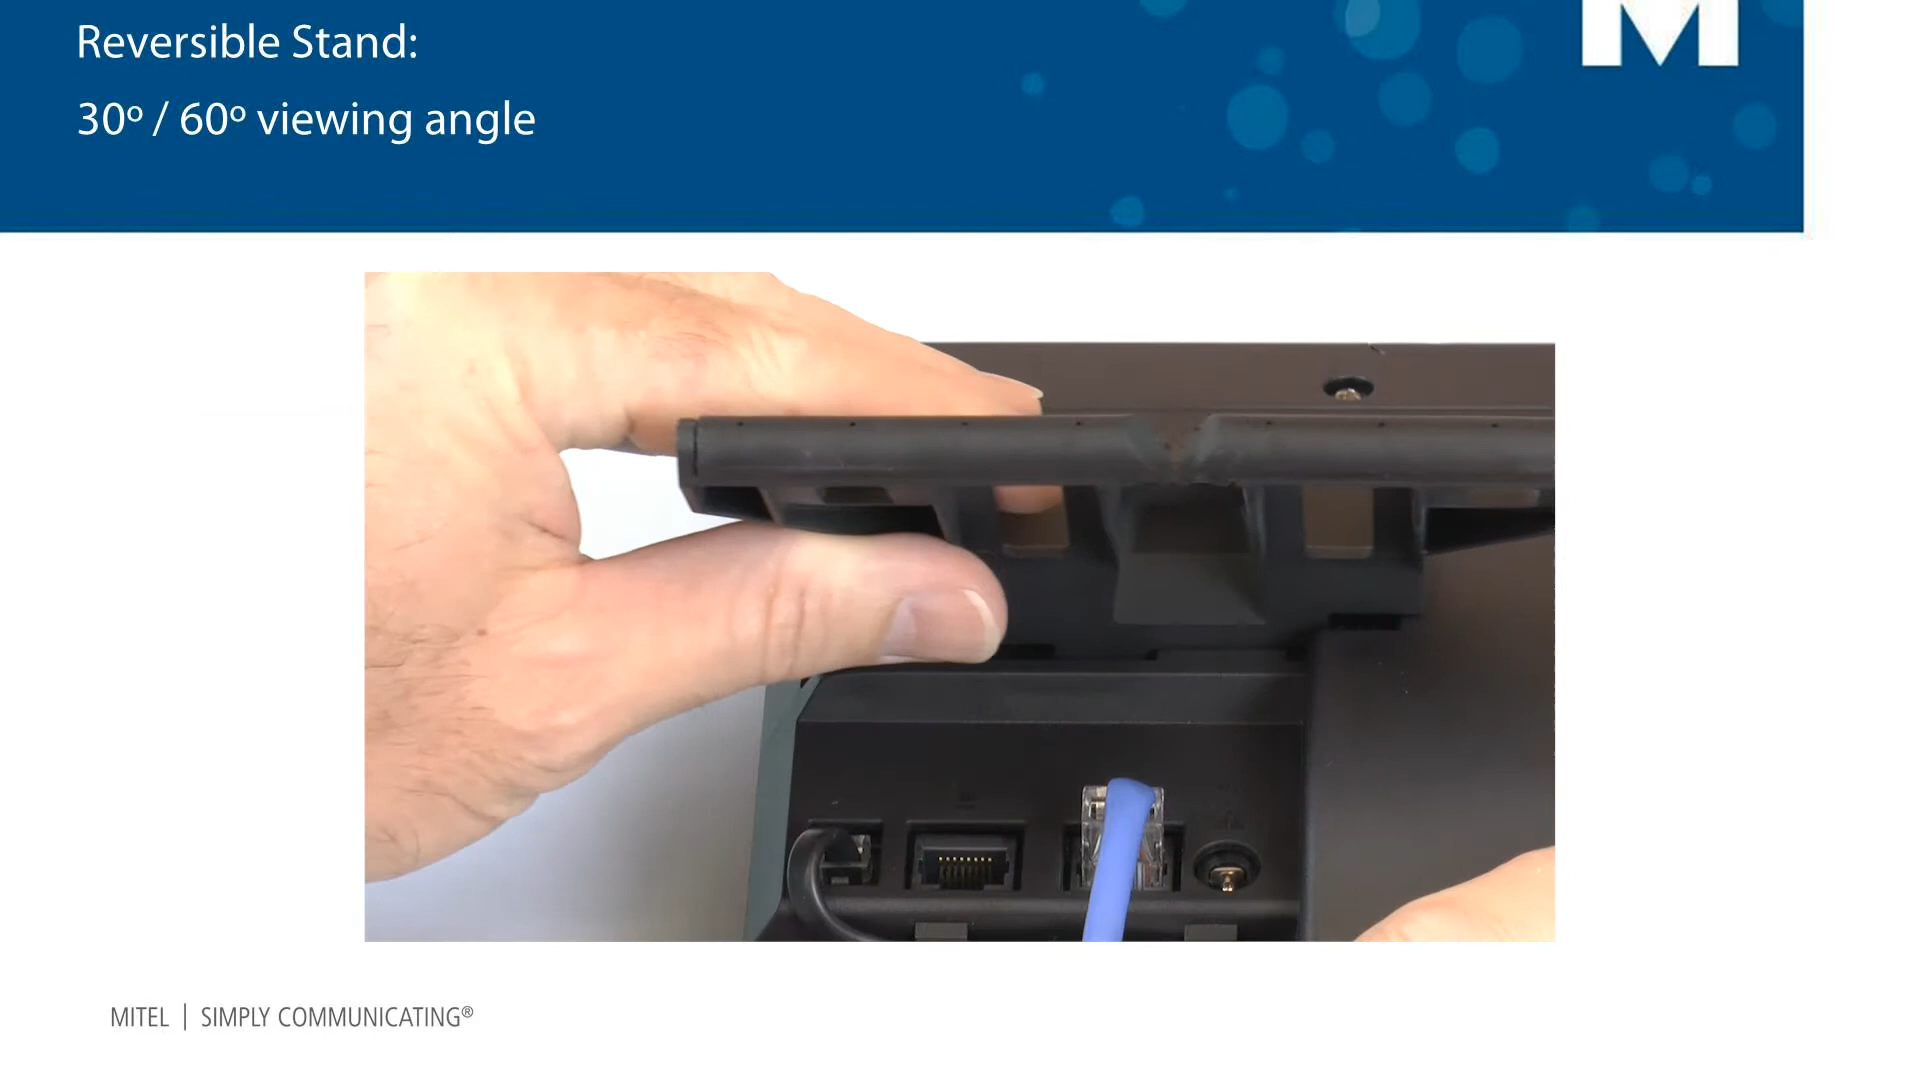 Reversible Stand:
30º / 60º viewing angle
M
MITEL | SIMPLY COMMUNICATING®